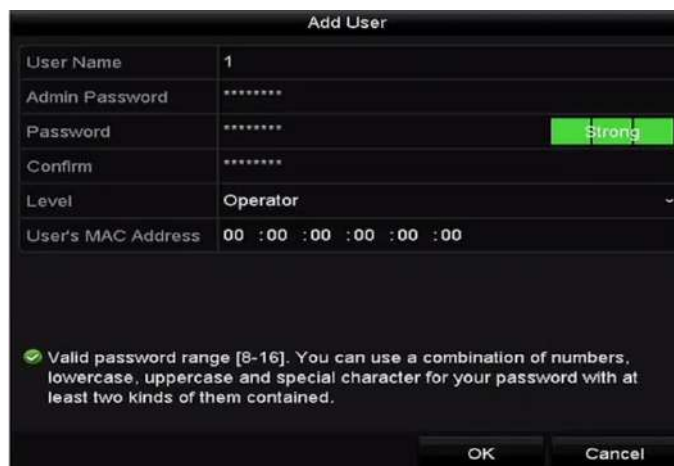 Add User
User Name 1
Admin Password ********
Password ******** Strong
Confirm ********
Level Operator
User's MAC Address 00 :00 :00 :00 :00 :00
Valid password range [8-16]. You can use a combination of numbers,
lowercase, uppercase and special character for your password with at
least two kinds of them contained.
OK Cancel